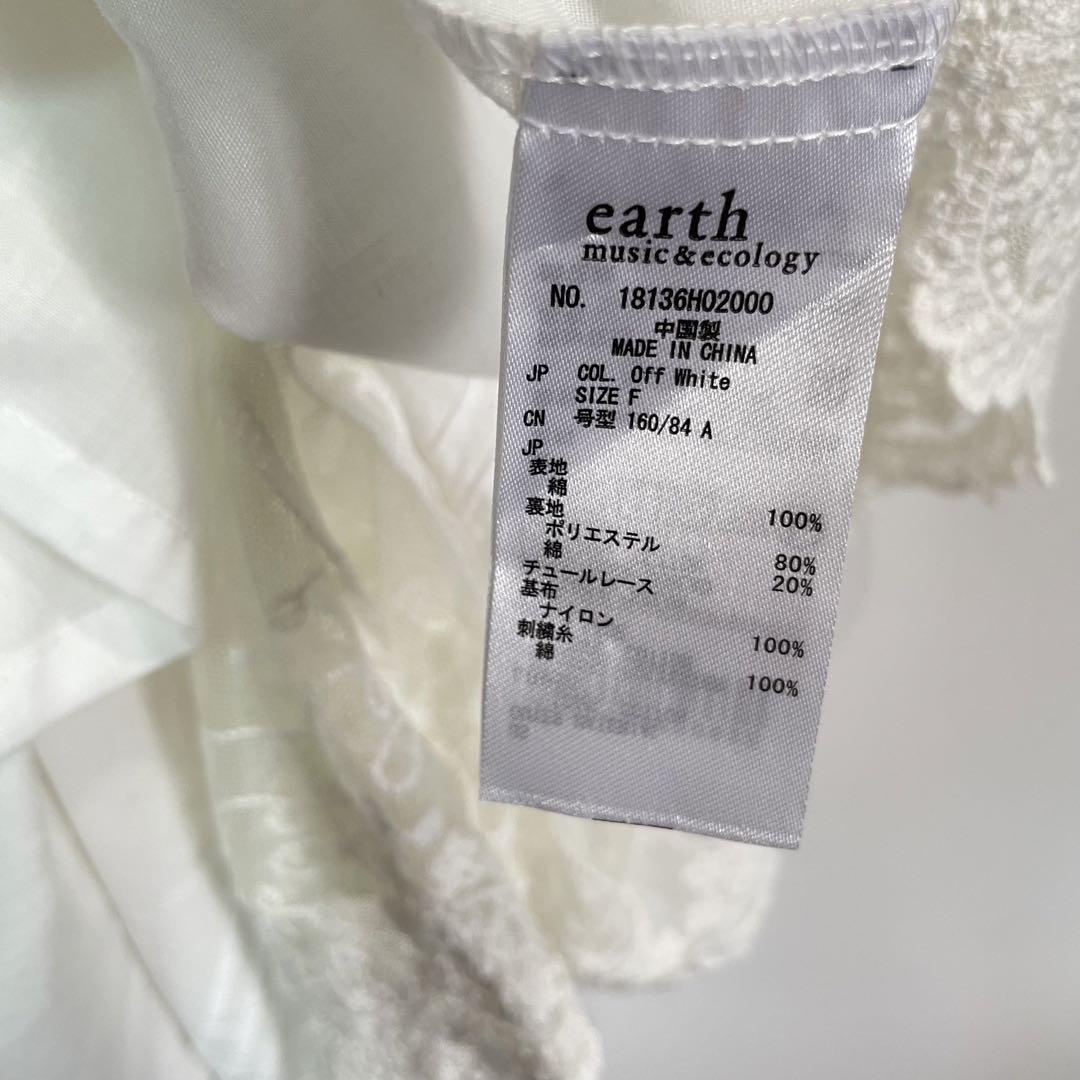 earth
music&ecology
NO. 18136H02000
中国製
MADE IN CHINA
JP COL. Off White
SIZE F
CN 号型 160/84 A
JP
表地
綿 100%
裏地
ポリエステル 80%
綿 20%
チュールレース
基布
ナイロン 100%
刺繍糸
綿 100%